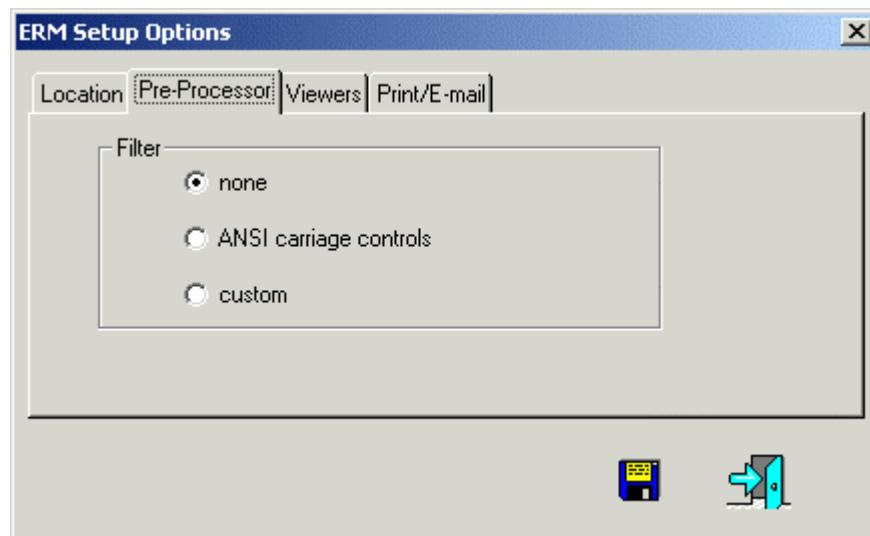 ERM Setup Options
Location Pre-Processor Viewers Print/E-mail
Filter
none
ANSI carriage controls
custom